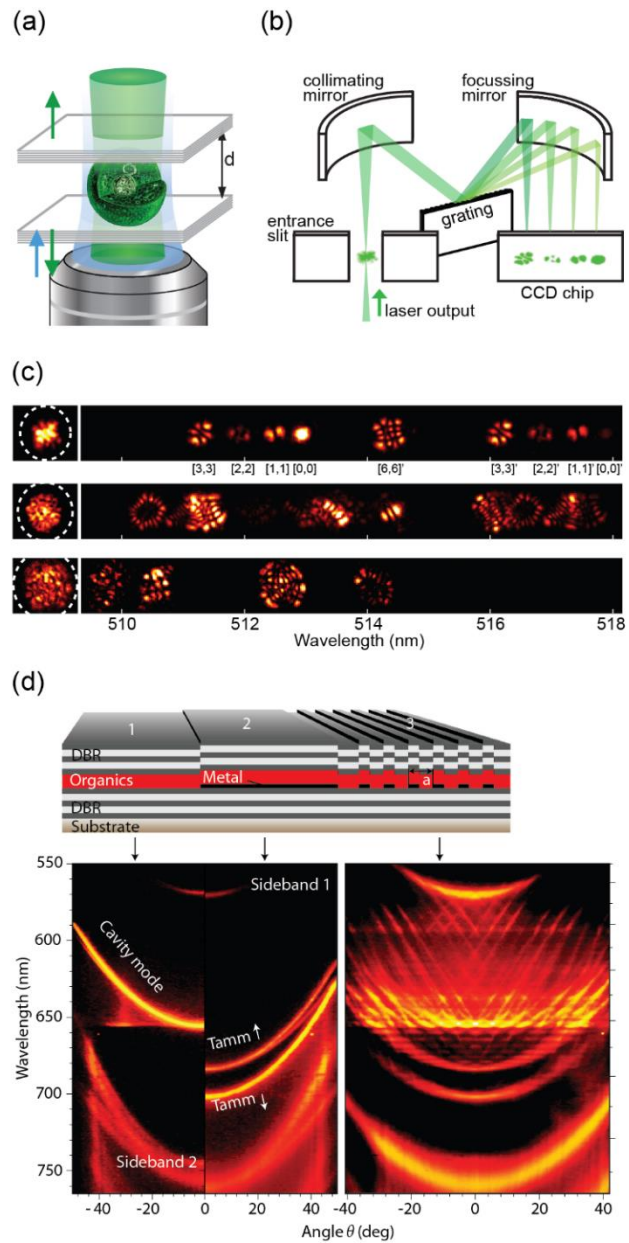 (a)
d
(b)
collimating
mirror
focussing
mirror
entrance
slit
grating
laser output
CCD chip
(c)
[3,3] [2,2] [1,1] [0,0] [6,6]' [3,3]' [2,2]' [1,1]' [0,0]'
510 512 514 516 518
Wavelength (nm)
(d)
1 2 3
DBR
Organics Metal a
DBR
Substrate
550
600
650
700
750
Wavelength (nm)
Sideband 1
Cavity mode
Tamm ↑
Tamm ↓
Sideband 2
-40 -20 0 20 40 -40 -20 0 20 40
Angle θ (deg)